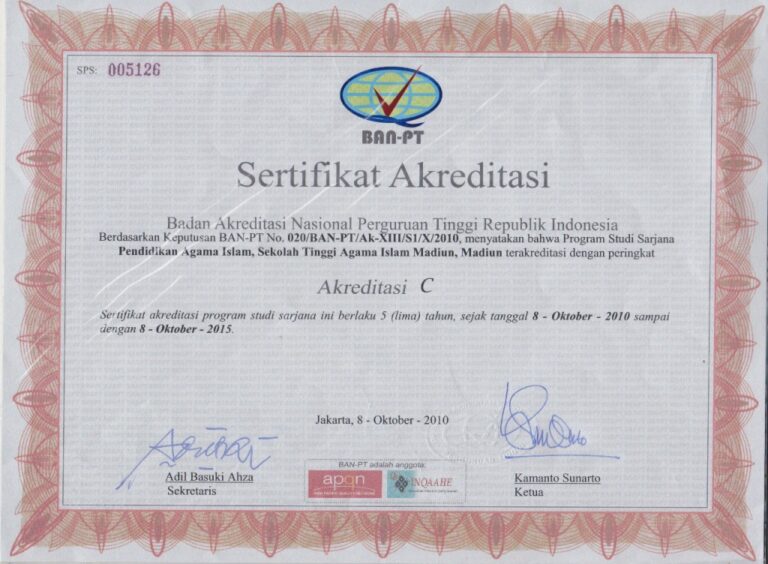 SPS: 005126
BAN-PT
Sertifikat Akreditasi
Badan Akreditasi Nasional Perguruan Tinggi Republik Indonesia
Berdasarkan Keputusan BAN-PT No. 020/BAN-PT/Ak-XIII/S1/X/2010, menyatakan bahwa Program Studi Sarjana
Pendidikan Agama Islam, Sekolah Tinggi Agama Islam Madiun, Madiun terakreditasi dengan peringkat
Akreditasi C
Sertifikat akreditasi program studi sarjana ini berlaku 5 (lima) tahun, sejak tanggal 8 - Oktober - 2010 sampai
dengan 8 - Oktober - 2015.
Jakarta, 8 - Oktober - 2010
Adil Basuki Ahza
Sekretaris
BAN-PT adalah anggota:
apqn
INQAAHE
Kamanto Sunarto
Ketua